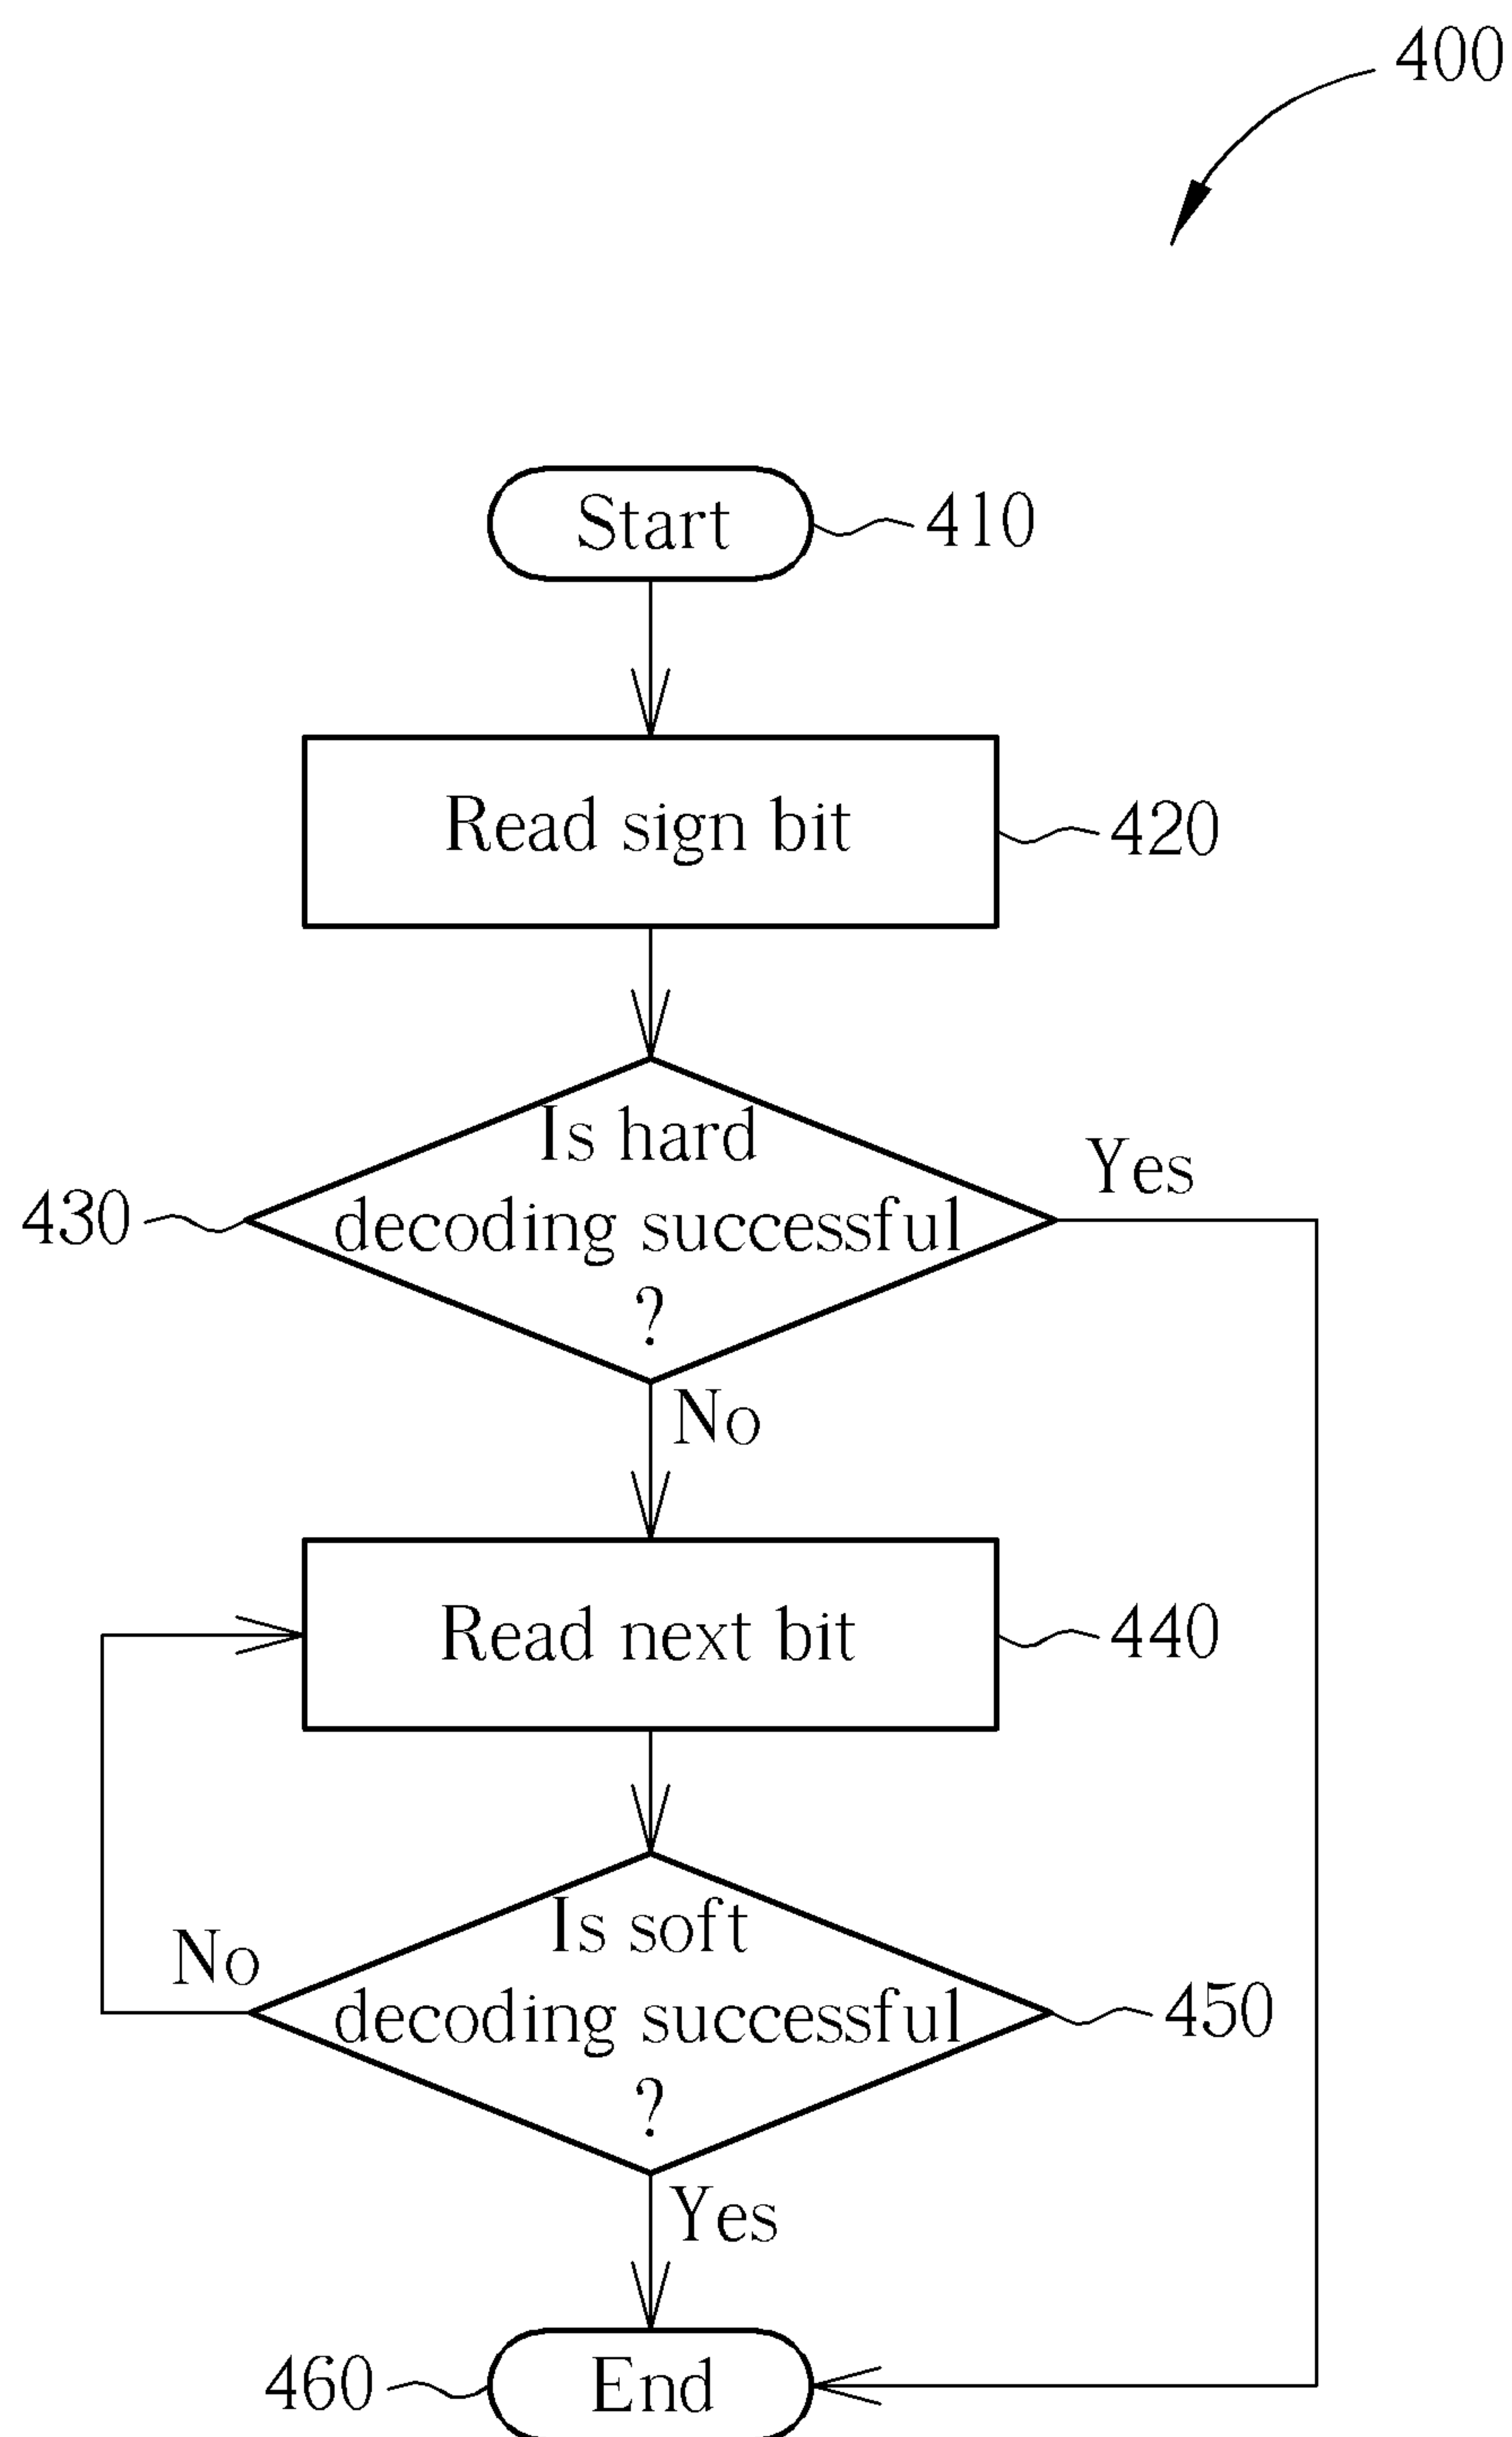 400
Start
410
Read sign bit
420
Is hard
decoding successful
?
430
Yes
No
Read next bit
440
Is soft
decoding successful
?
450
No
Yes
End
460